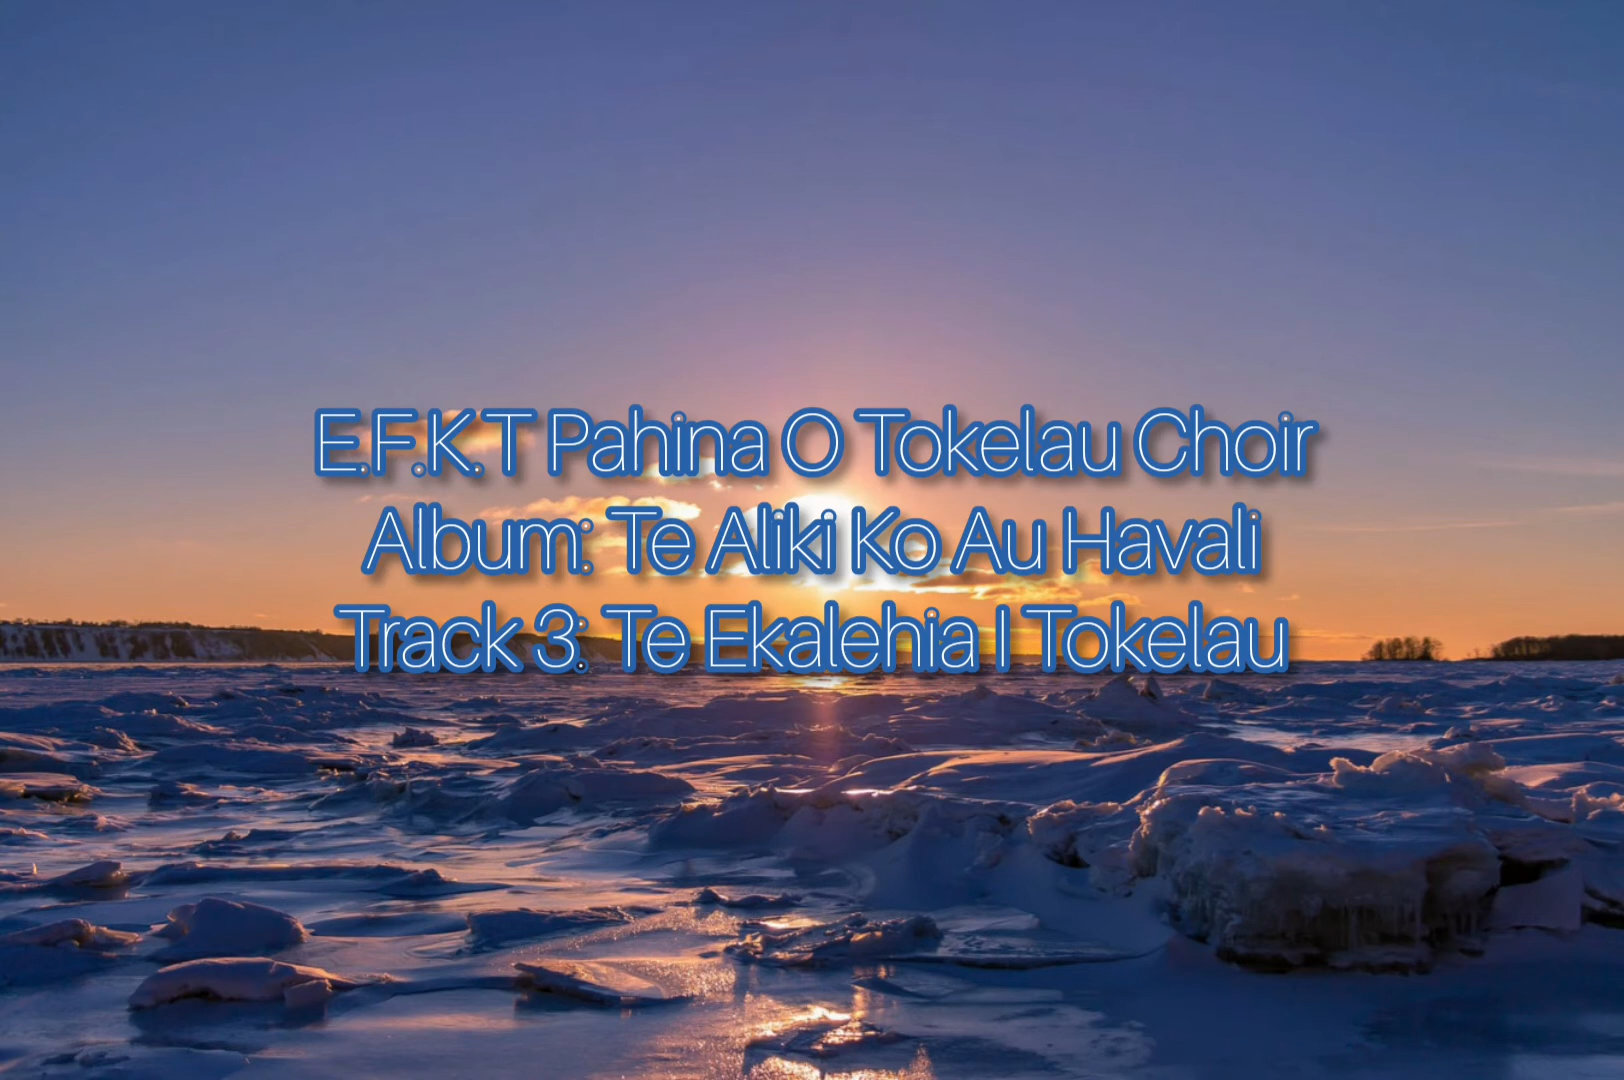 E.F.K.T Pahina O Tokelau Choir
Album: Te Aliki Ko Au Havali
Track 3: Te Ekalehia I Tokelau